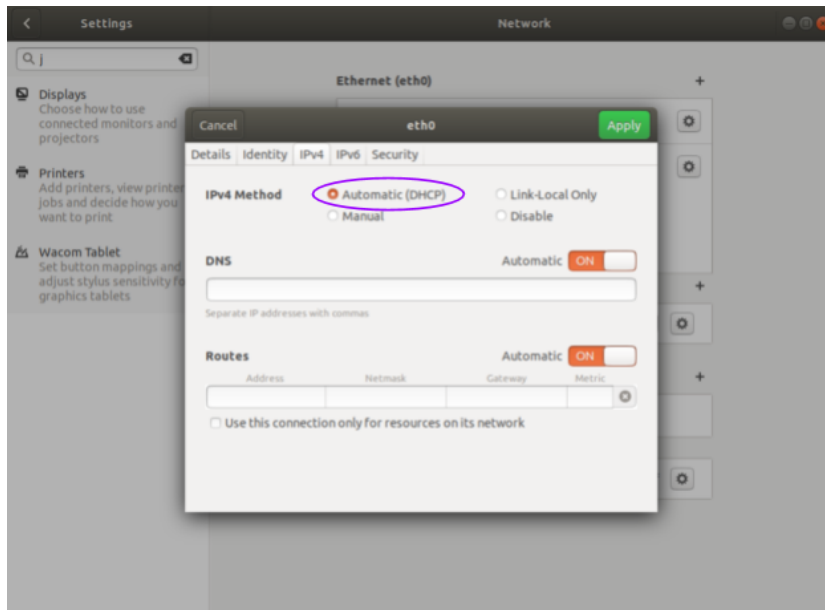 Settings
Network
j
Displays
Choose how to use
connected monitors and
projectors
Printers
Add printers, view printer
jobs and decide how you
want to print
Wacom Tablet
Set button mappings and
adjust stylus sensitivity fo
graphics tablets
Ethernet (eth0)
Cancel
eth0
Apply
Details Identity IPv4 IPv6 Security
IPv4 Method
Automatic (DHCP)
Link-Local Only
Manual
Disable
DNS
Automatic ON
Separate IP addresses with commas
Routes
Automatic ON
Address Netmask Gateway Metric
Use this connection only for resources on its network